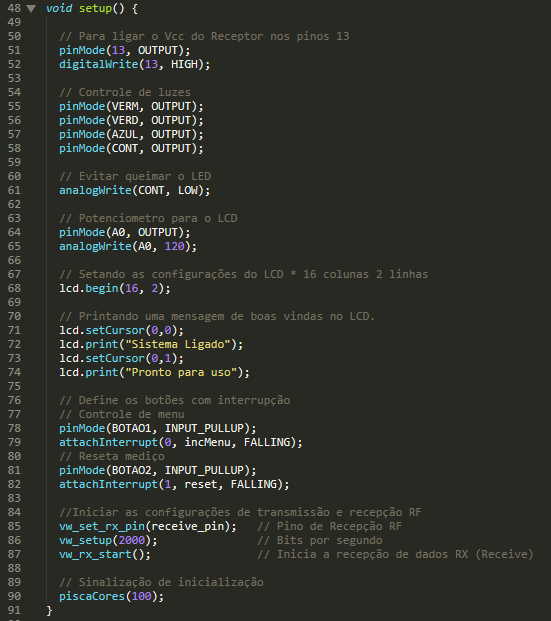 48 void setup() {
49
50 // Para ligar o Vcc do Receptor nos pinos 13
51 pinMode(13, OUTPUT);
52 digitalWrite(13, HIGH);
53
54 // Controle de luzes
55 pinMode(VERM, OUTPUT);
56 pinMode(VERD, OUTPUT);
57 pinMode(AZUL, OUTPUT);
58 pinMode(CONT, OUTPUT);
59
60 // Evitar queimar o LED
61 analogWrite(CONT, LOW);
62
63 // Potenciometro para o LCD
64 pinMode(A0, OUTPUT);
65 analogWrite(A0, 120);
66
67 // Setando as configurações do LCD * 16 colunas 2 linhas
68 lcd.begin(16, 2);
69
70 // Printando uma mensagem de boas vindas no LCD.
71 lcd.setCursor(0,0);
72 lcd.print("Sistema Ligado");
73 lcd.setCursor(0,1);
74 lcd.print("Pronto para uso");
75
76 // Define os botões com interrupção
77 // Controle de menu
78 pinMode(BOTAO1, INPUT_PULLUP);
79 attachInterrupt(0, incMenu, FALLING);
80 // Reseta mediço
81 pinMode(BOTAO2, INPUT_PULLUP);
82 attachInterrupt(1, reset, FALLING);
83
84 //Iniciar as configurações de transmissão e recepção RF
85 vw_set_rx_pin(receive_pin); // Pino de Recepção RF
86 vw_setup(2000); // Bits por segundo
87 vw_rx_start(); // Inicia a recepção de dados RX (Receive)
88
89 // Sinalização de inicialização
90 piscaCores(100);
91 }